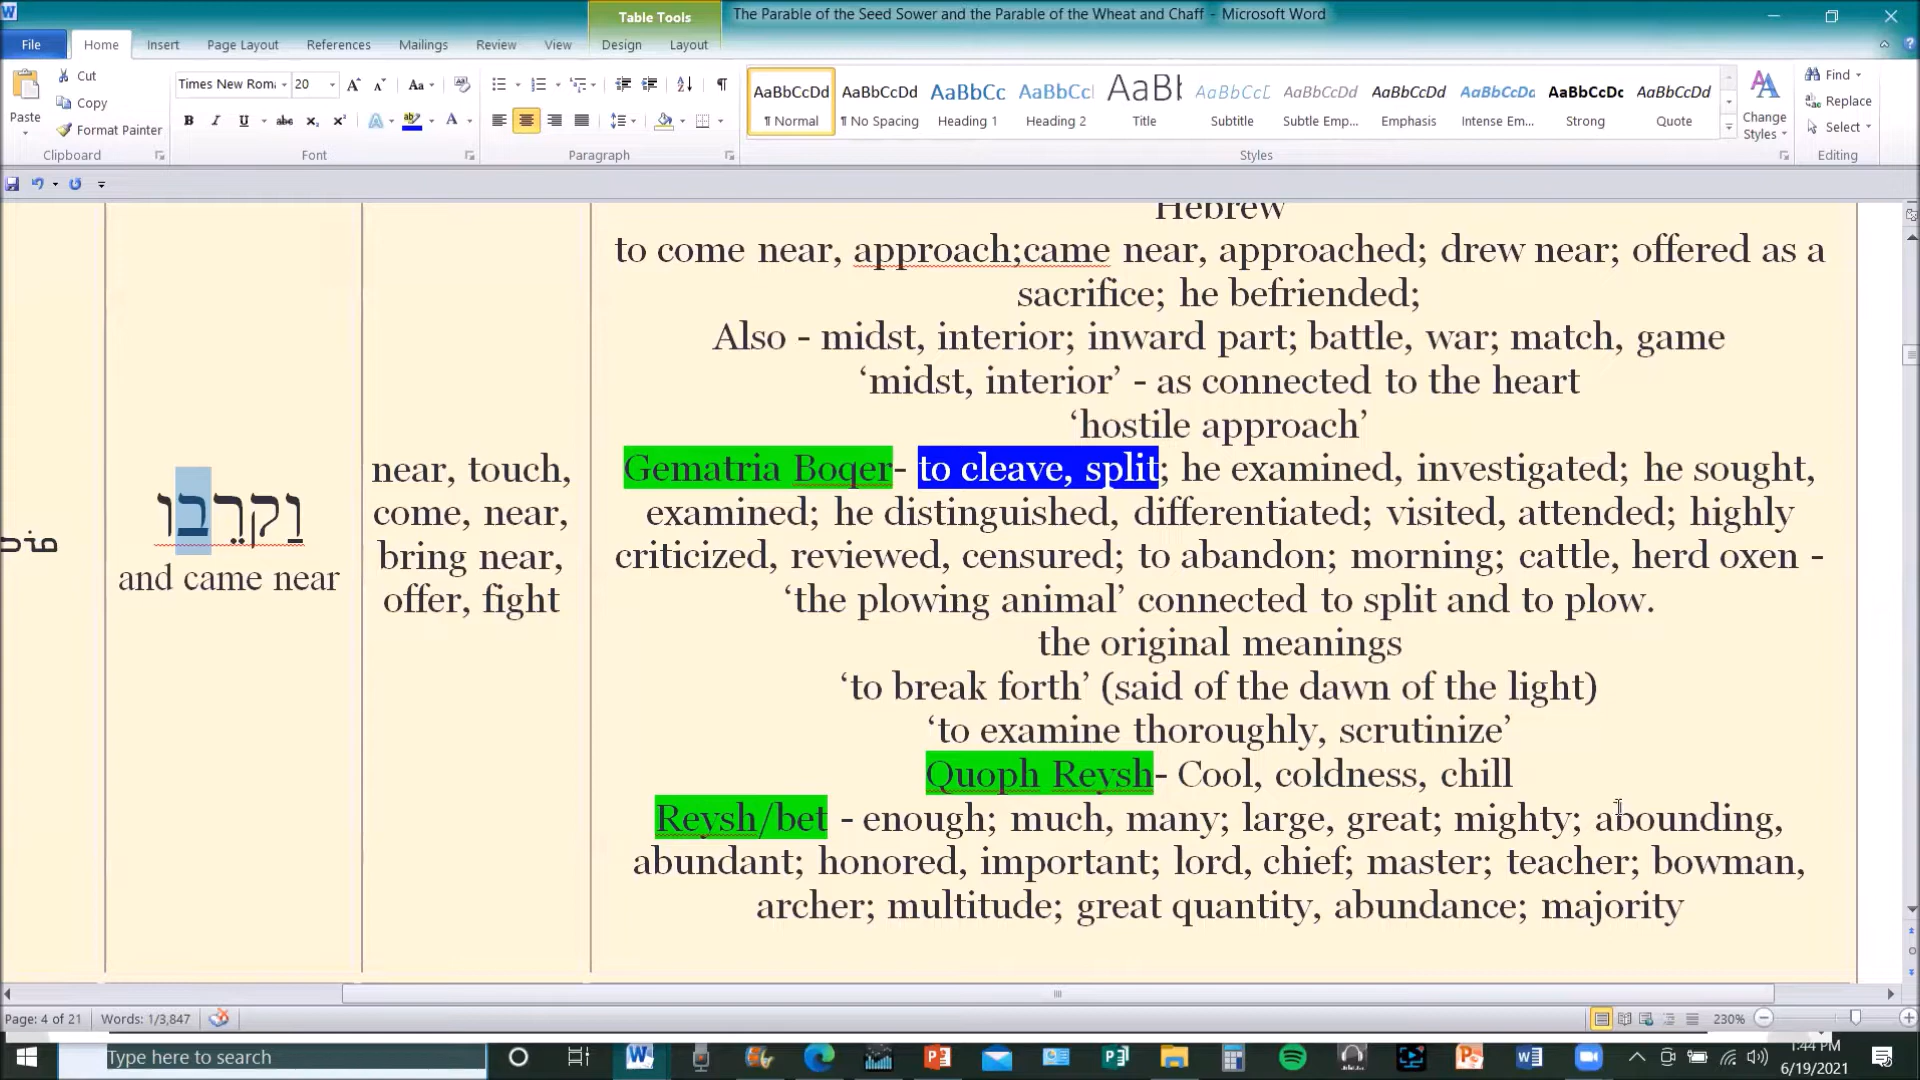 Table Tools
The Parable of the Seed Sower and the Parable of the Wheat and Chaff - Microsoft Word
File Home Insert Page Layout References Mailings Review View Design Layout
Cut
Copy
Format Painter
Paste
Clipboard
Times New Roma 20
Font
Paragraph
AaBbCcDd AaBbCcDd AaBbCc AaBbCcI AaBl AaBbCcL AaBbCcDd AaBbCcDd AaBbCcDd AaBbCcDc AaBbCcDd
¶ Normal ¶ No Spacing Heading 1 Heading 2 Title Subtitle Subtle Emp... Emphasis Intense Em... Strong Quote
Change
Styles
Styles
Find
Replace
Select
Editing
וַקרֵבו
and came near
near, touch,
come, near,
bring near,
offer, fight
Hebrew
to come near, approach;came near, approached; drew near; offered as a
sacrifice; he befriended;
Also - midst, interior; inward part; battle, war; match, game
‘midst, interior’ - as connected to the heart
‘hostile approach’
Gematria Boqer- to cleave, split; he examined, investigated; he sought,
examined; he distinguished, differentiated; visited, attended; highly
criticized, reviewed, censured; to abandon; morning; cattle, herd oxen -
‘the plowing animal’ connected to split and to plow.
the original meanings
‘to break forth’ (said of the dawn of the light)
‘to examine thoroughly, scrutinize’
Quoph Reysh- Cool, coldness, chill
Reysh/bet - enough; much, many; large, great; mighty; abounding,
abundant; honored, important; lord, chief; master; teacher; bowman,
archer; multitude; great quantity, abundance; majority
Page: 4 of 21 Words: 1/3,847
230%
Type here to search
1:44 PM
6/19/2021